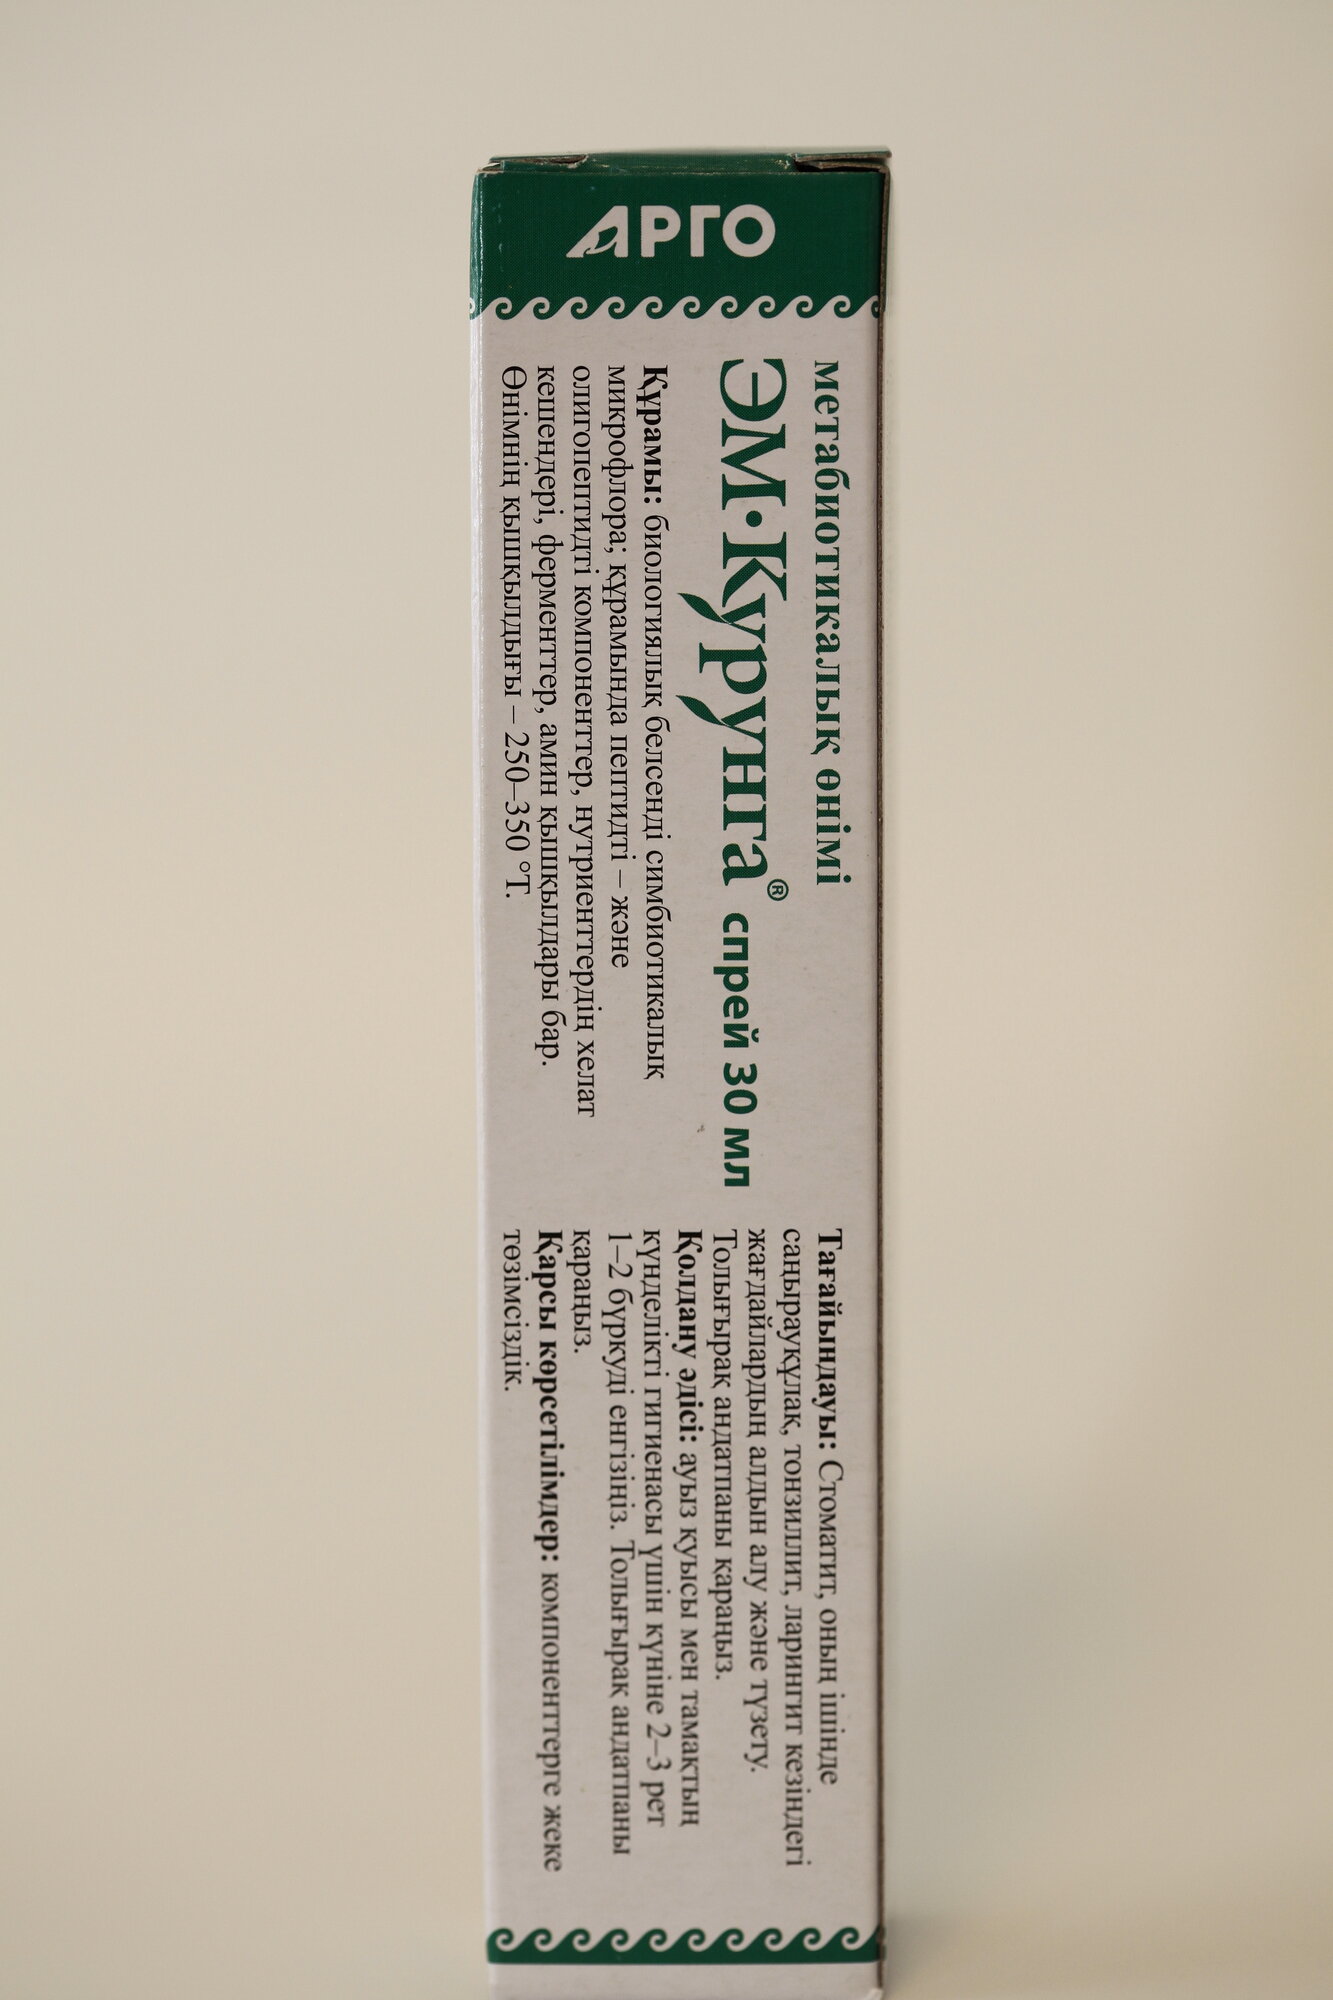 АРГО
метабиотикалық өнімі
ЭМ·Курунга® спрей 30 мл
Құрамы: биологиялық белсенді симбиотикалық
микрофлора; құрамында пептидті – және
олигопептидті компоненттер, нутриенттердің хелат
кешендері, ферменттер, амин қышқылдары бар.
Өнімнің қышқылдығы – 250–350 °Т.
Тағайындауы: Стоматит, оның ішінде
саңырауқұлақ, тонзиллит, ларингит кезіндегі
жағдайлардың алдын алу және түзету.
Толығырақ андатпаны қараңыз.
Қолдану әдісі: ауыз қуысы мен тамақтың
күнделікті гигиенасы үшін күніне 2–3 рет
1–2 бүркуді енгізіңіз. Толығырақ андатпаны
қараңыз.
Қарсы көрсетілімдер: компоненттерге жеке
төзімсіздік.